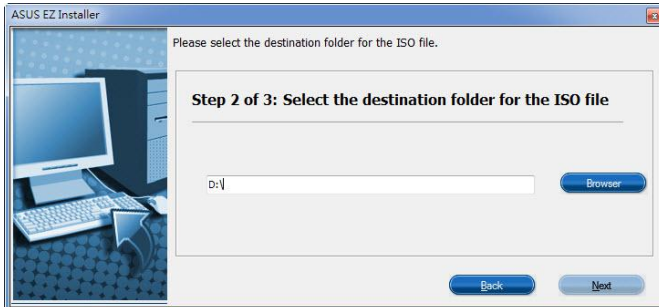 ASUS EZ Installer
Please select the destination folder for the ISO file.
Step 2 of 3: Select the destination folder for the ISO file
D:\
Browser
Back
Next